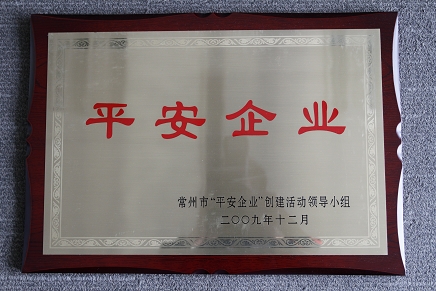 平安企业
常州市“平安企业”创建活动领导小组
二〇〇九年十二月